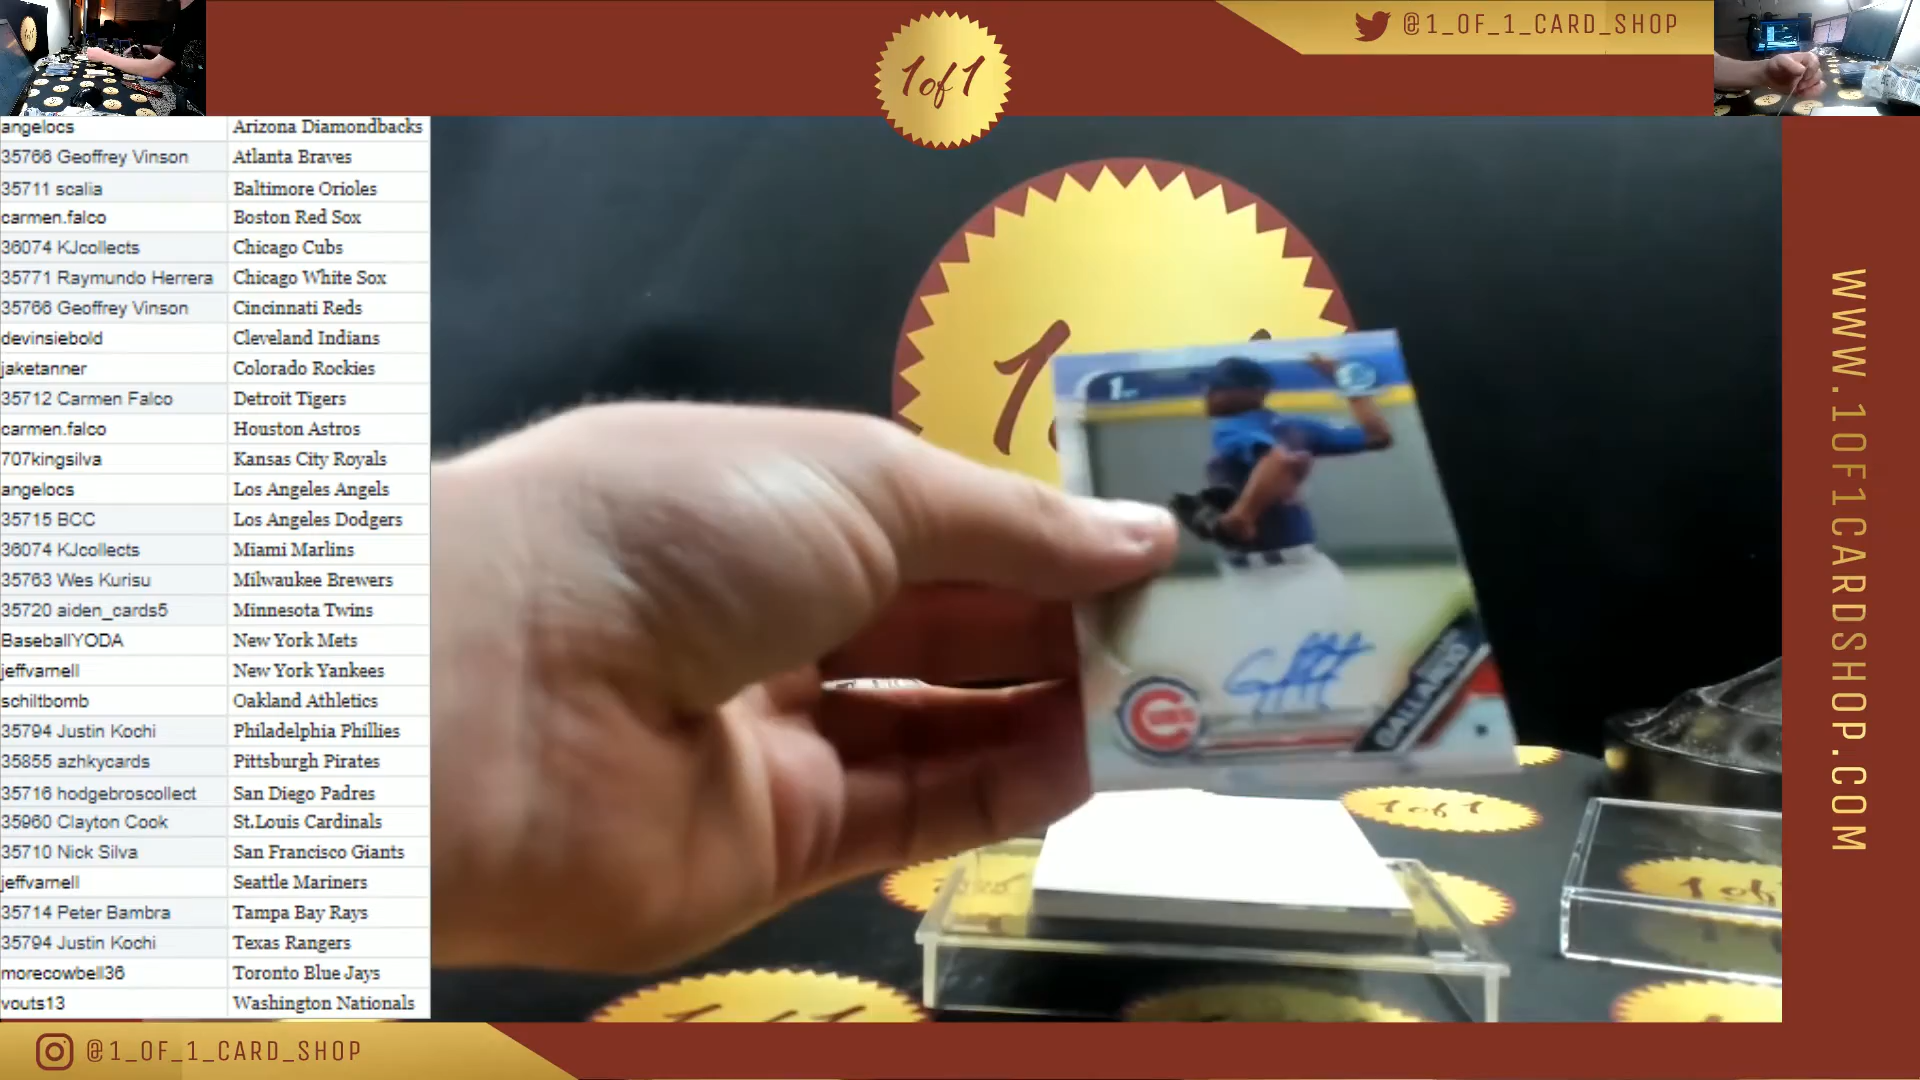 @1_OF_1_CARD_SHOP
1of1
angelocs Arizona Diamondbacks
35766 Geoffrey Vinson Atlanta Braves
35711 scalia Baltimore Orioles
carmen.falco Boston Red Sox
36074 KJcollects Chicago Cubs
35771 Raymundo Herrera Chicago White Sox
35766 Geoffrey Vinson Cincinnati Reds
devinsiebold Cleveland Indians
jaketanner Colorado Rockies
35712 Carmen Falco Detroit Tigers
carmen.falco Houston Astros
707kingsilva Kansas City Royals
angelocs Los Angeles Angels
35715 BCC Los Angeles Dodgers
36074 KJcollects Miami Marlins
35763 Wes Kurisu Milwaukee Brewers
35720 aiden_cards5 Minnesota Twins
BaseballYODA New York Mets
jeffvarnell New York Yankees
schiltbomb Oakland Athletics
35794 Justin Kochi Philadelphia Phillies
35855 azhkycards Pittsburgh Pirates
35716 hodgebroscollect San Diego Padres
35960 Clayton Cook St.Louis Cardinals
35710 Nick Silva San Francisco Giants
jeffvarnell Seattle Mariners
35714 Peter Bambra Tampa Bay Rays
35794 Justin Kochi Texas Rangers
morecowbell36 Toronto Blue Jays
vouts13 Washington Nationals
1st
GALLARDO
1of1
WWW.1OF1CARDSHOP.COM
@1_OF_1_CARD_SHOP